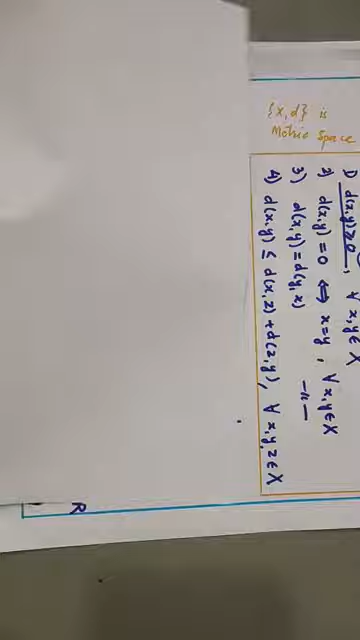 {X,d} is
Metric Space
1) d(x,y) ≥ 0, ∀ x,y ∈ X
2) d(x,y) = 0 ⇔ x=y, ∀ x,y ∈ X
3) d(x,y) = d(y,x) —〃—
4) d(x,y) ≤ d(x,z) + d(z,y), ∀ x,y,z ∈ X
R